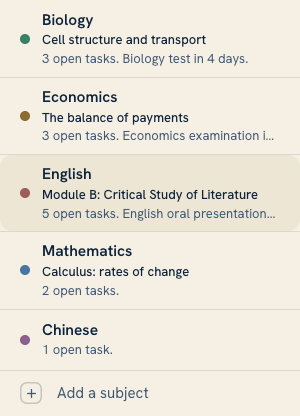 Biology
Cell structure and transport
3 open tasks. Biology test in 4 days.
Economics
The balance of payments
3 open tasks. Economics examination i...
English
Module B: Critical Study of Literature
5 open tasks. English oral presentation...
Mathematics
Calculus: rates of change
2 open tasks.
Chinese
1 open task.
Add a subject